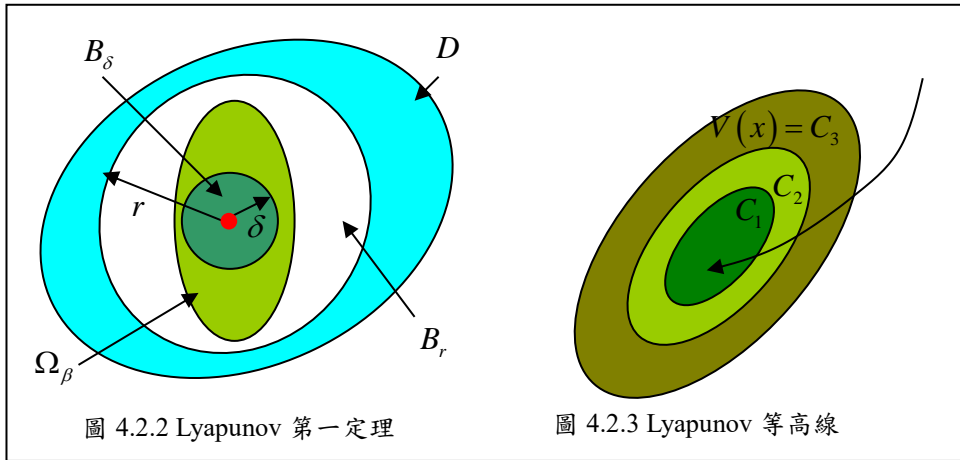 B_δ
D
r
δ
Ω_β
B_r
圖 4.2.2 Lyapunov 第一定理
V(x) = C_3
C_2
C_1
圖 4.2.3 Lyapunov 等高線